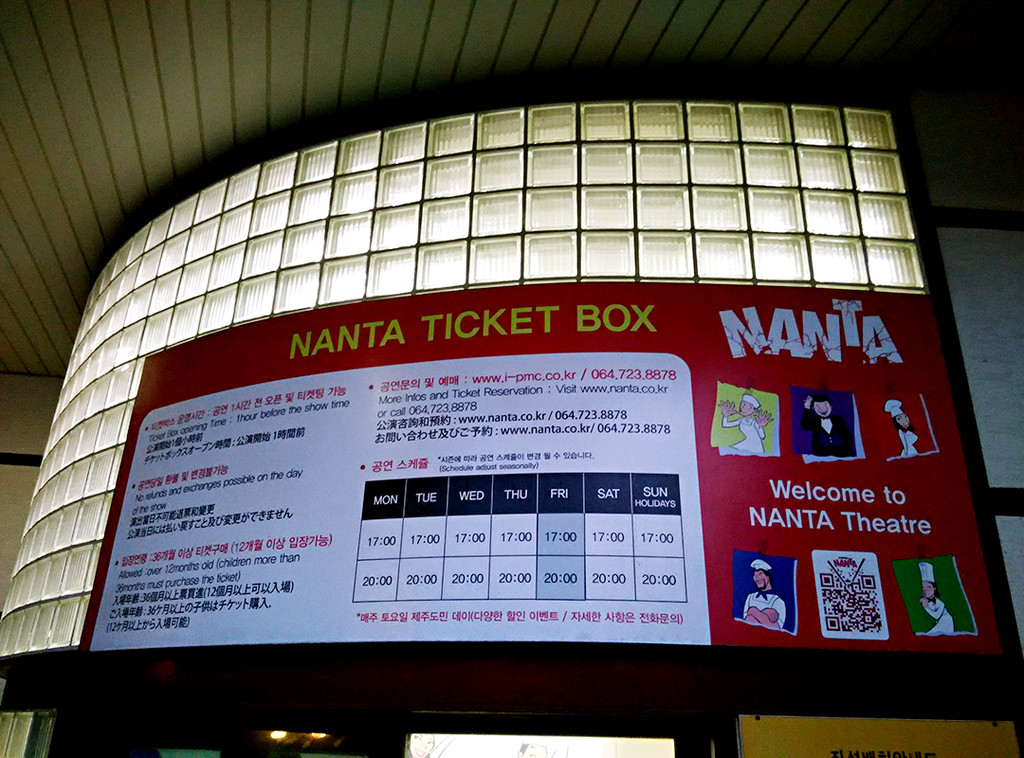 NANTA TICKET BOX
• 티켓박스 운영시간 : 공연 1시간 전 오픈 및 티켓팅 가능
Ticket Box opening Time : 1hour before the show time
公演開始1個小時前
チケットボックスオープン時間 : 公演開始 1時間前
• 공연당일 환불 및 변경불가능
No refunds and exchanges possible on the day
of the show
演出當日不可能退票和變更
公演当日には払い戻すこと及び変更ができません
• 입장연령 :36개월 이상 티켓구매 (12개월 이상 입장가능)
Allowed :over 12months old (children more than
36months must purchase the ticket)
入場年齡 : 36個月以上票買進(12個月以上可以入場)
ご入場年齢 : 36ケ月以上の子供はチケット購入.
(12ケ月以上から入場可能)
• 공연문의 및 예매 : www.i-pmc.co.kr / 064.723.8878
More Infos and Ticket Reservation : Visit www.nanta.co.kr
or call 064.723.8878
公演咨詢和預約 : www.nanta.co.kr / 064.723.8878
お問い合わせ及びご予約 : www.nanta.co.kr / 064.723.8878
• 공연 스케쥴 *시즌에 따라 공연 스케쥴이 변경 될 수 있습니다.
(Schedule adjust seasonally)
MON TUE WED THU FRI SAT SUN
HOLIDAYS
17:00 17:00 17:00 17:00 17:00 17:00 17:00
20:00 20:00 20:00 20:00 20:00 20:00 20:00
*매주 토요일 제주도민 데이(다양한 할인 이벤트 / 자세한 사항은 전화문의)
NANTA
Welcome to
NANTA Theatre
NANTA